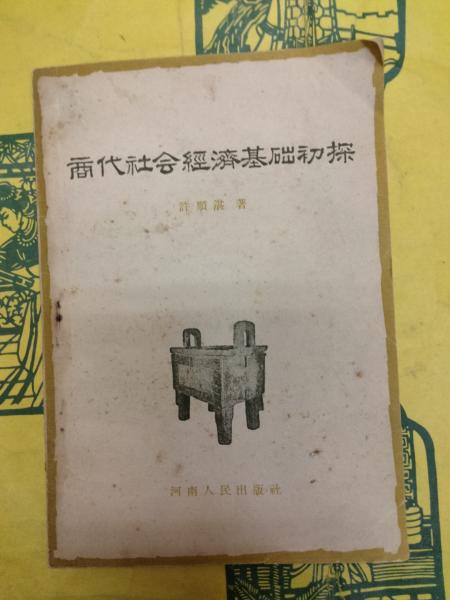 商代社会經濟基础初探
許順湛 著
河南人民出版社